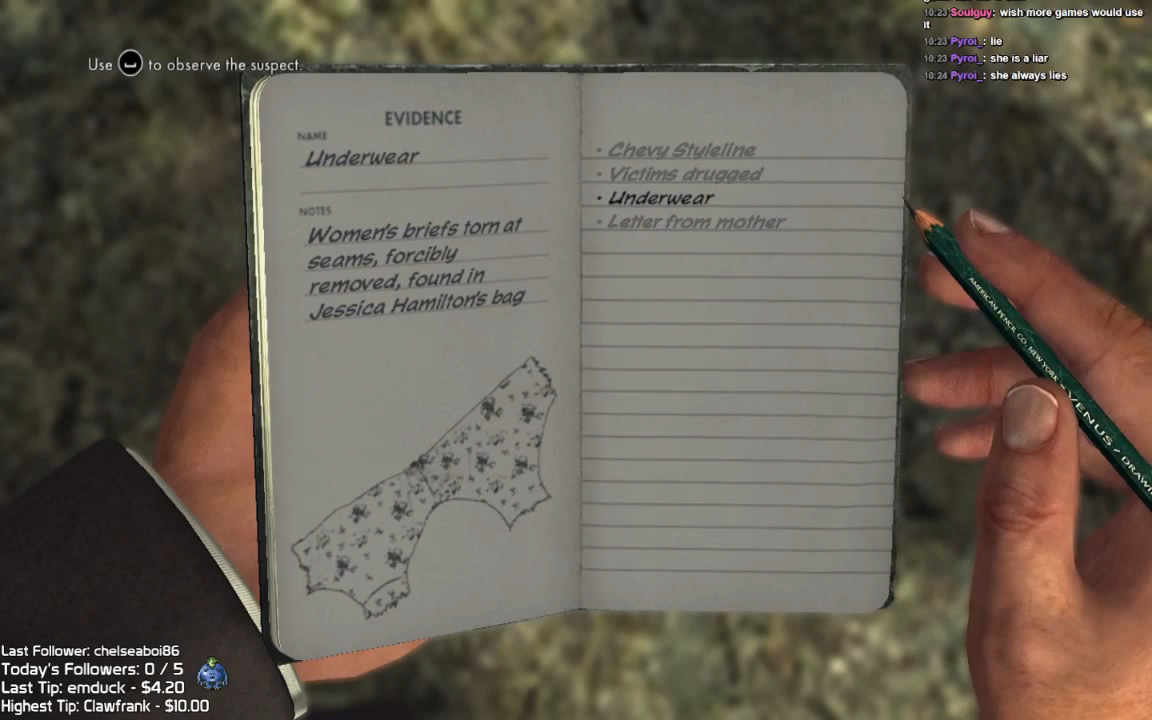 Use to observe the suspect.
10:23 Soulguy: wish more games would use
it
10:23 Pyroi_: lie
10:23 Pyroi_: she is a liar
10:24 Pyroi_: she always lies
EVIDENCE
NAME
Underwear
NOTES
Women's briefs torn at
seams, forcibly
removed, found in
Jessica Hamilton's bag
· Chevy Styleline
· Victims drugged
· Underwear
· Letter from mother
AMERICAN PENCIL CO. NEW YORK VENUS / DRAWI
Last Follower: chelseaboi86
Today's Followers: 0 / 5
Last Tip: emduck - $4.20
Highest Tip: Clawfrank - $10.00